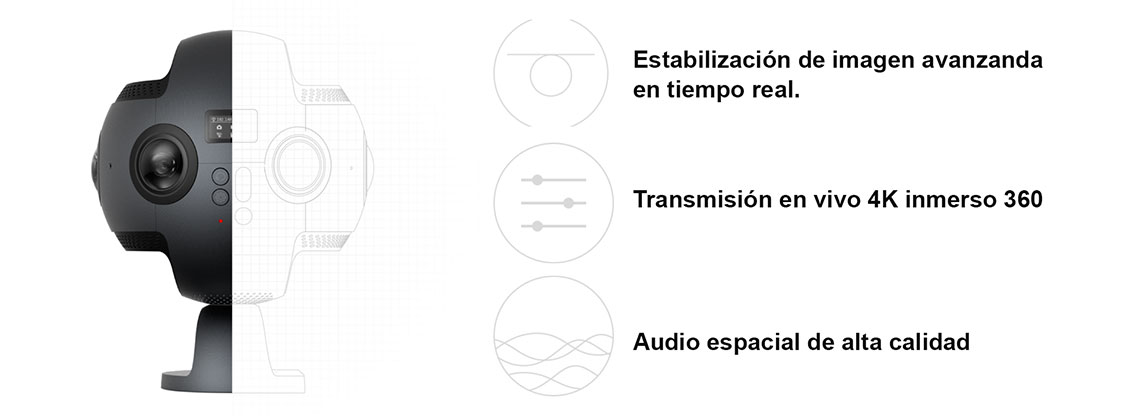 Estabilización de imagen avanzanda
en tiempo real.
Transmisión en vivo 4K inmerso 360
Audio espacial de alta calidad